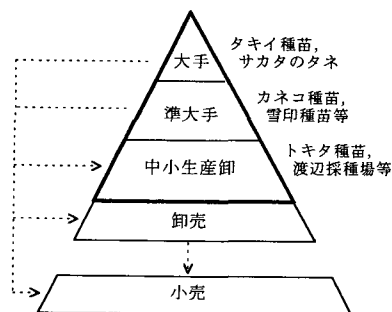 大手
タキイ種苗,
サカタのタネ
準大手
カネコ種苗,
雪印種苗等
中小生産卸
トキタ種苗,
渡辺採種場等
卸売
小売